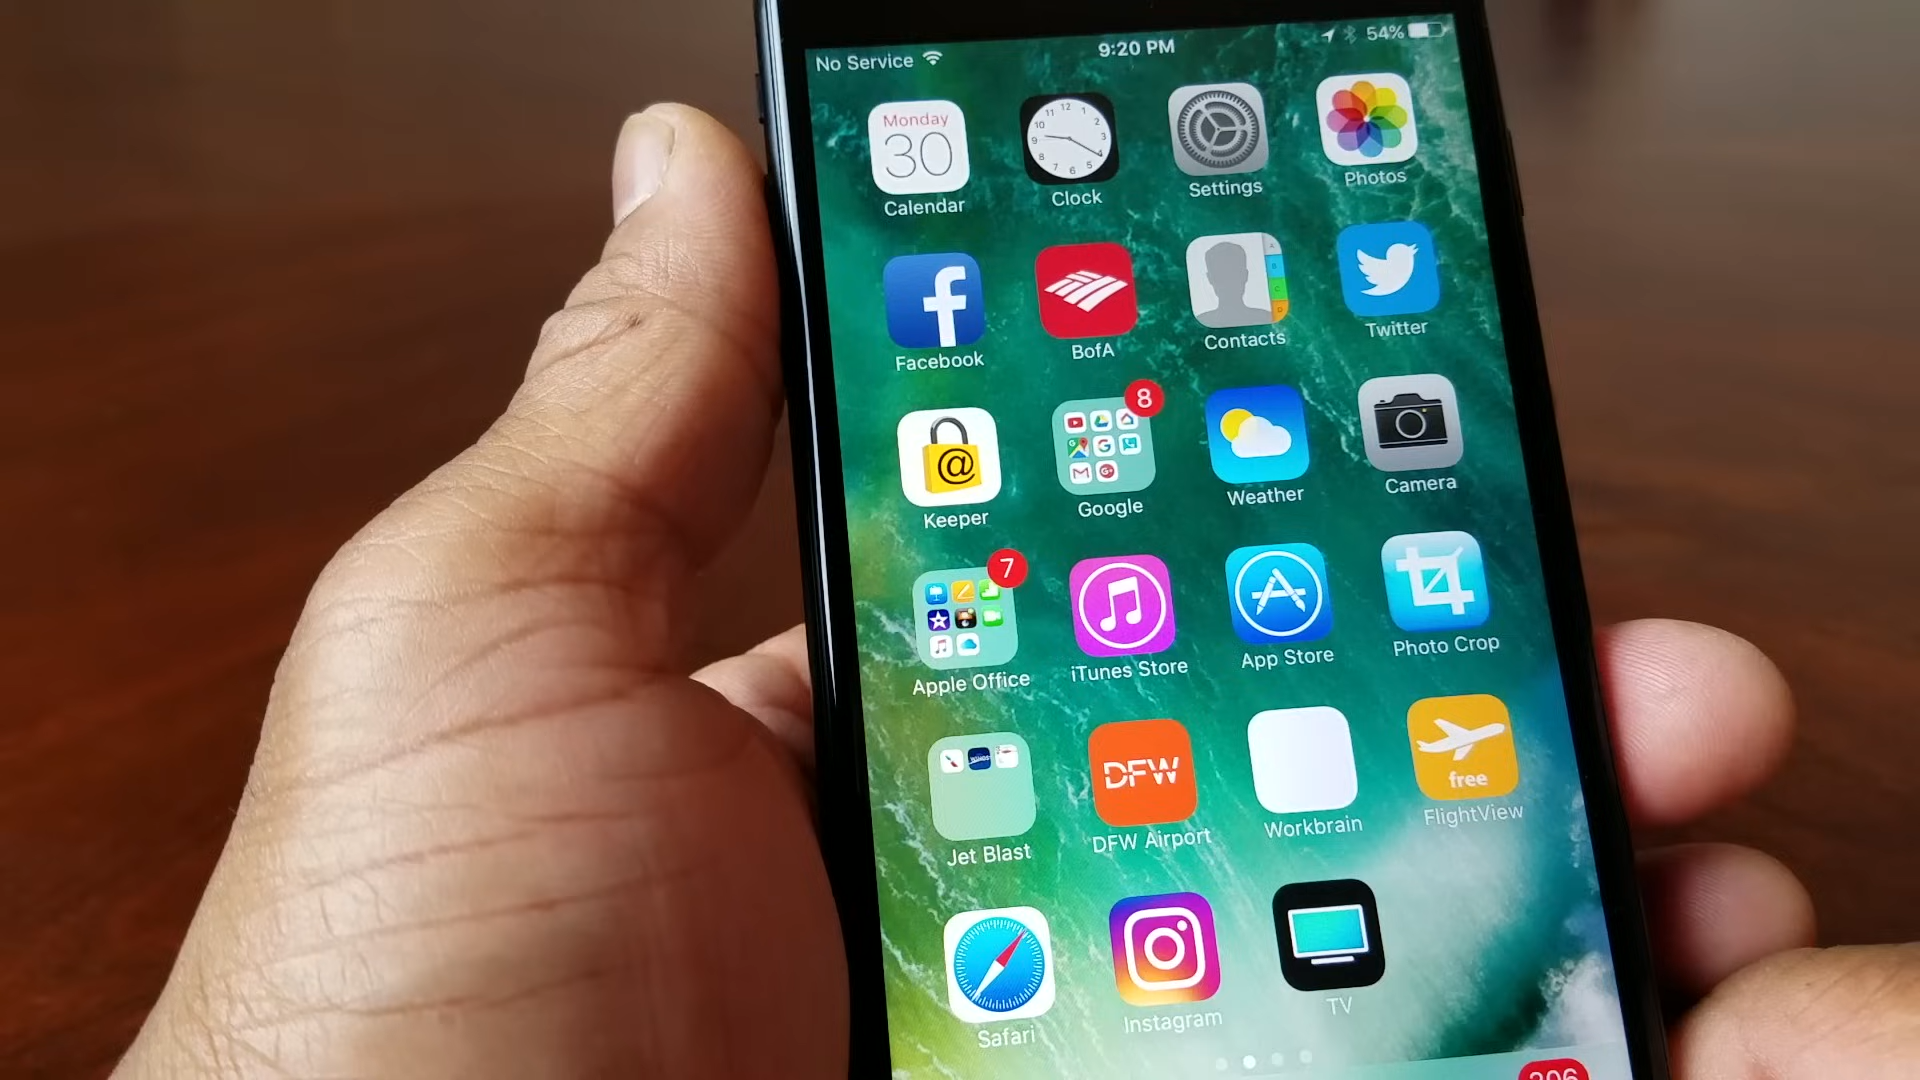 No Service 9:20 PM 54%
Monday
30
Calendar Clock Settings Photos
Facebook BofA Contacts Twitter
8
Keeper Google Weather Camera
7
Apple Office iTunes Store App Store Photo Crop
DFW
free
Jet Blast DFW Airport Workbrain FlightView
Safari Instagram TV